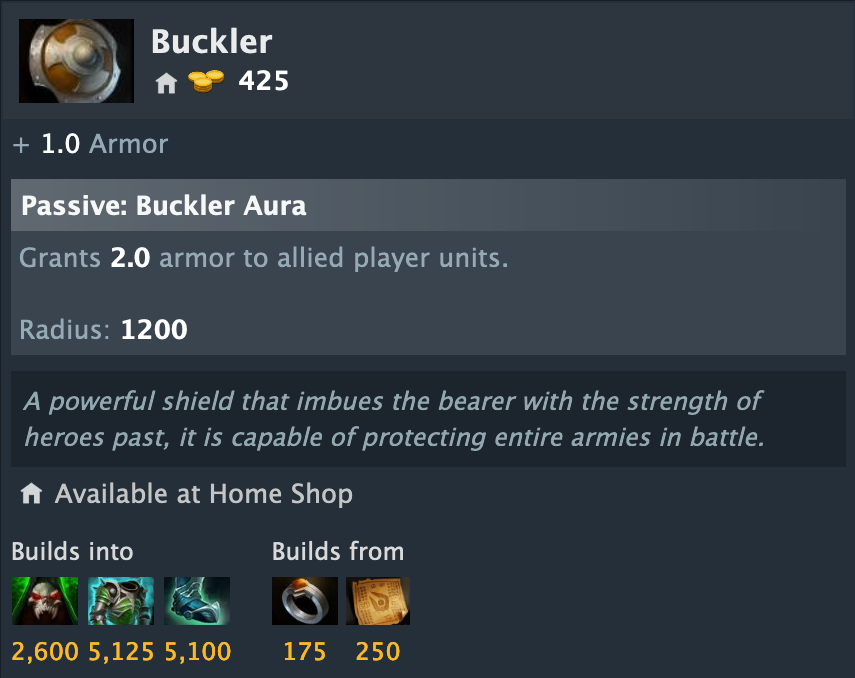 Buckler
425
+ 1.0 Armor
Passive: Buckler Aura
Grants 2.0 armor to allied player units.
Radius: 1200
A powerful shield that imbues the bearer with the strength of
heroes past, it is capable of protecting entire armies in battle.
Available at Home Shop
Builds into
2,600 5,125 5,100
Builds from
175 250